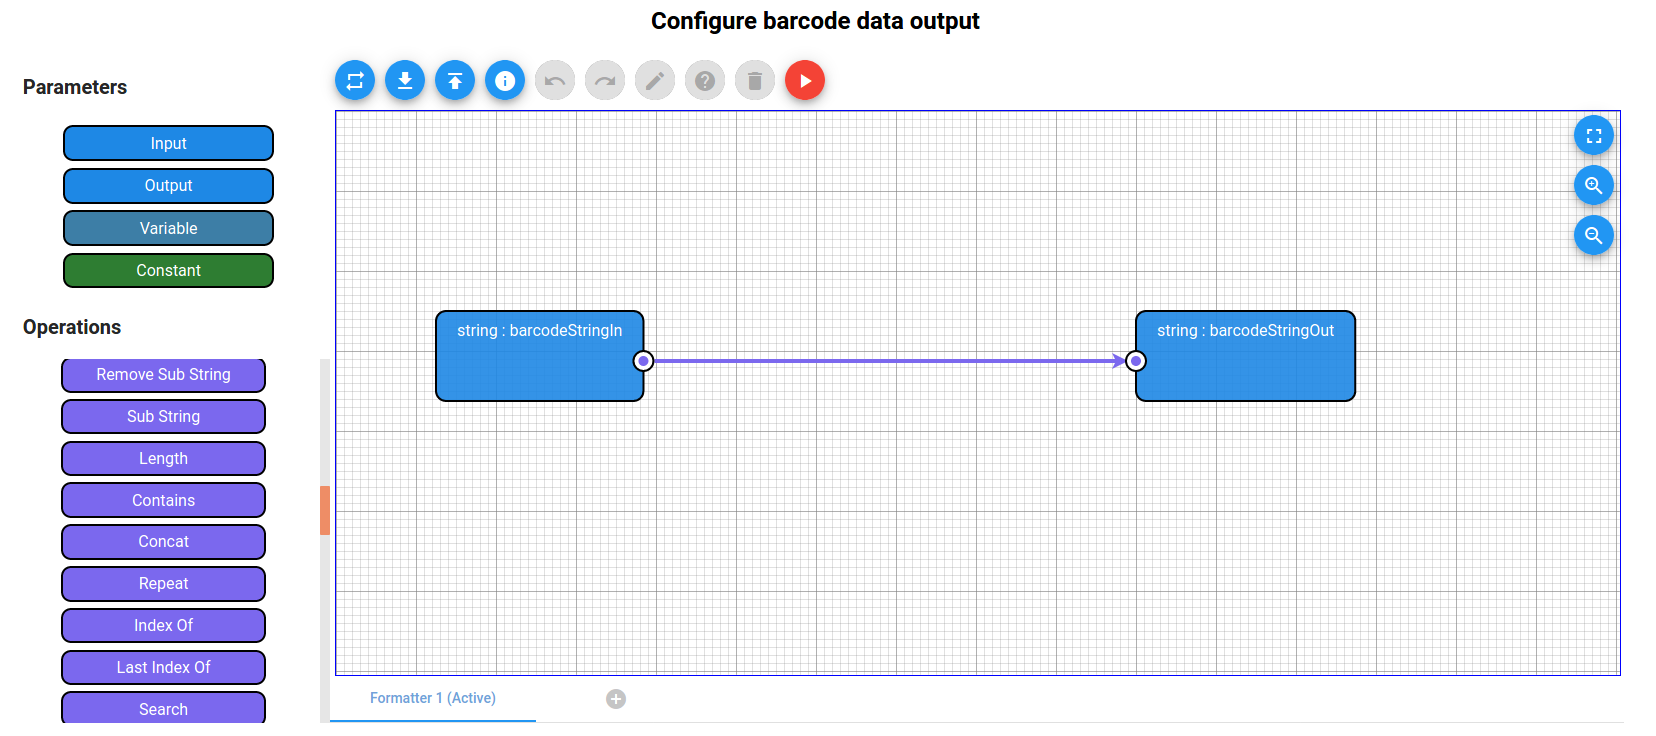 Configure barcode data output
Parameters
Input
Output
Variable
Constant
Operations
Remove Sub String
Sub String
Length
Contains
Concat
Repeat
Index Of
Last Index Of
Search
string : barcodeStringIn
string : barcodeStringOut
Formatter 1 (Active)